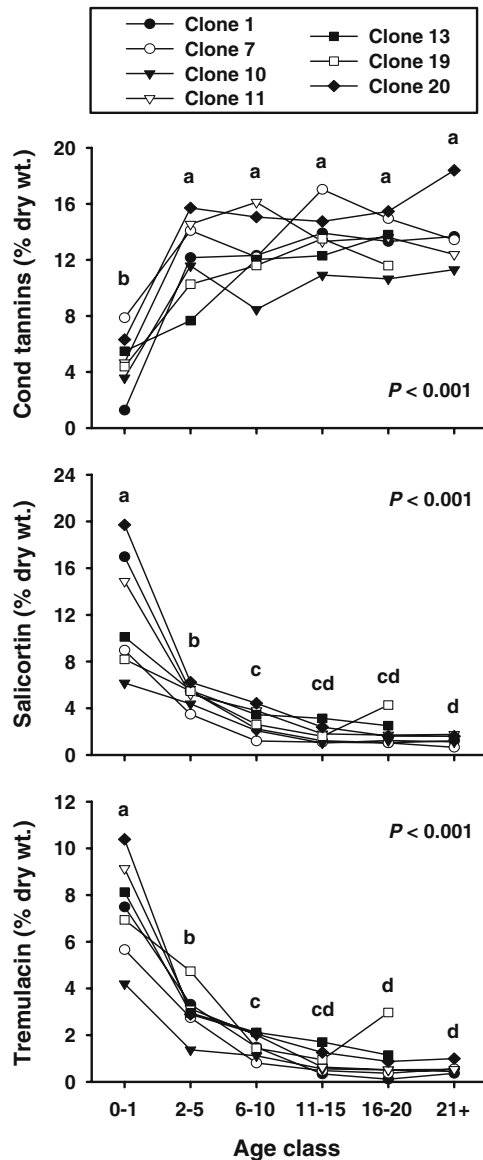 Clone 1
Clone 7
Clone 10
Clone 11
Clone 13
Clone 19
Clone 20
Cond tannins (% dry wt.)
20
16
12
8
4
0
b
a
a
a
a
a
P < 0.001
Salicortin (% dry wt.)
24
20
16
12
8
4
0
a
b
c
cd
cd
d
P < 0.001
Tremulacin (% dry wt.)
12
10
8
6
4
2
0
a
b
c
cd
d
d
P < 0.001
0-1 2-5 6-10 11-15 16-20 21+
Age class